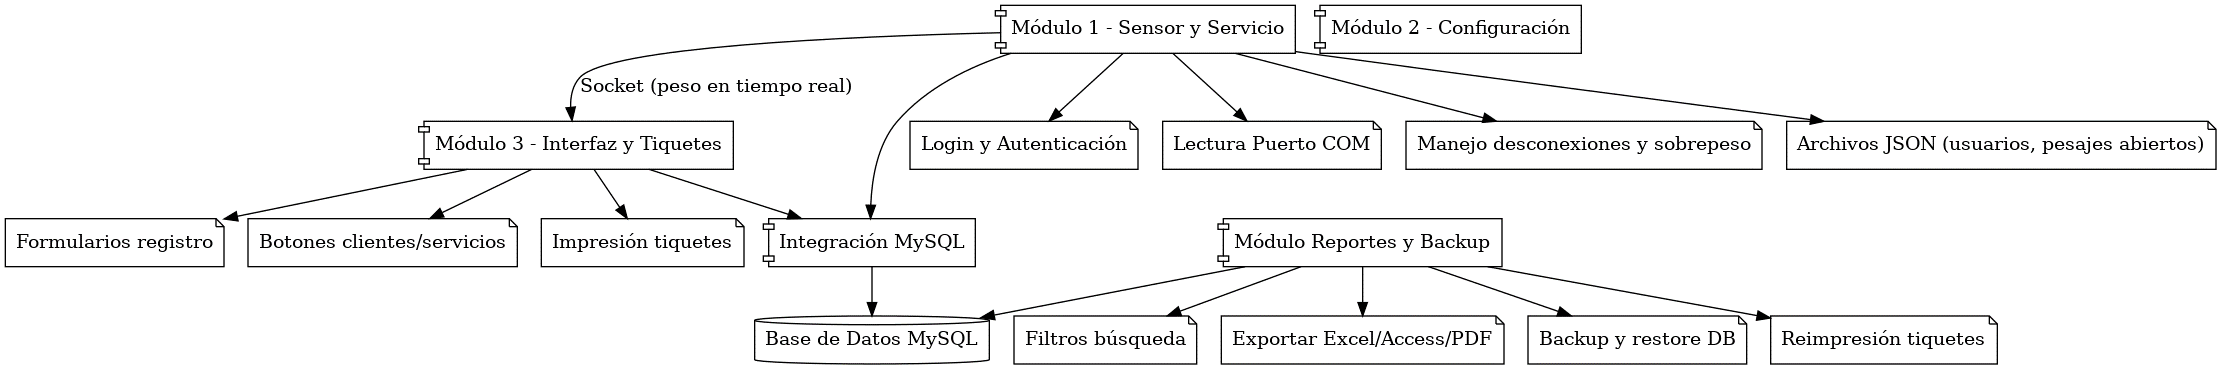 Módulo 1 - Sensor y Servicio
Módulo 2 - Configuración
Socket (peso en tiempo real)
Módulo 3 - Interfaz y Tiquetes
Login y Autenticación
Lectura Puerto COM
Manejo desconexiones y sobrepeso
Archivos JSON (usuarios, pesajes abiertos)
Formularios registro
Botones clientes/servicios
Impresión tiquetes
Integración MySQL
Módulo Reportes y Backup
Base de Datos MySQL
Filtros búsqueda
Exportar Excel/Access/PDF
Backup y restore DB
Reimpresión tiquetes